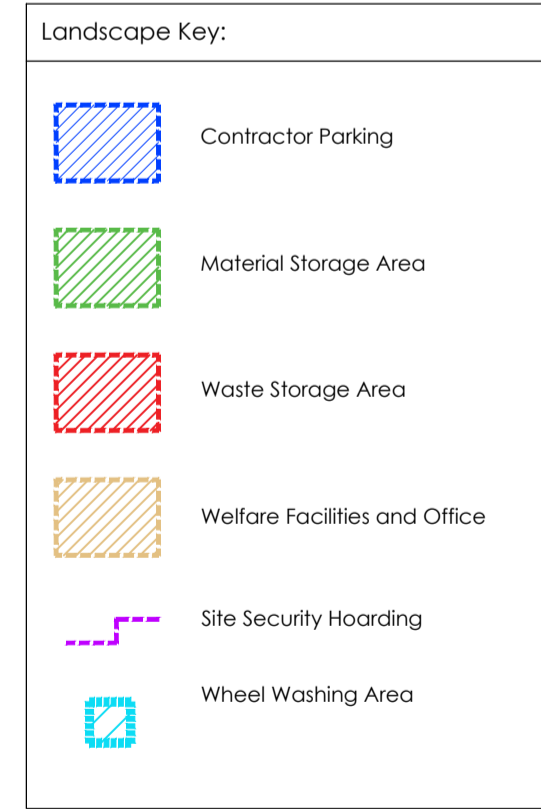 Landscape Key:
Contractor Parking
Material Storage Area
Waste Storage Area
Welfare Facilities and Office
Site Security Hoarding
Wheel Washing Area